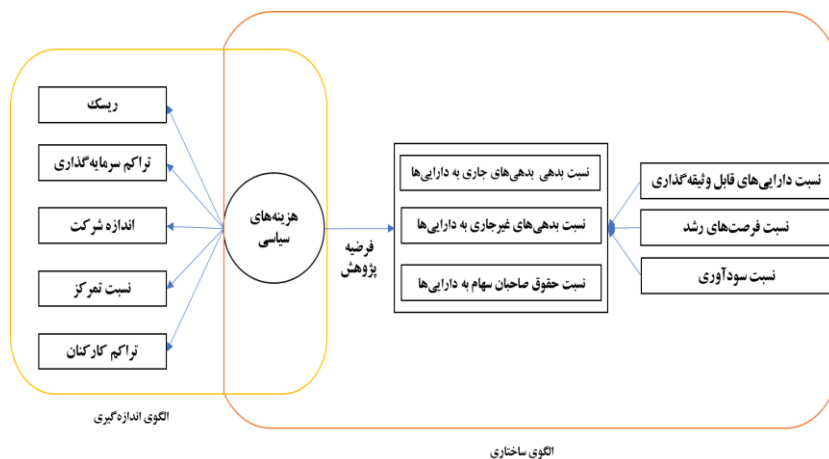 ریسک
تراکم سرمایه‌گذاری
اندازه شرکت
نسبت تمرکز
تراکم کارکنان
هزینه‌های
سیاسی
فرضیه
پژوهش
نسبت بدهی بدهی‌های جاری به دارایی‌ها
نسبت بدهی‌های غیرجاری به دارایی‌ها
نسبت حقوق صاحبان سهام به دارایی‌ها
نسبت دارایی‌های قابل وثیقه‌گذاری
نسبت فرصت‌های رشد
نسبت سودآوری
الگوی اندازه‌گیری
الگوی ساختاری